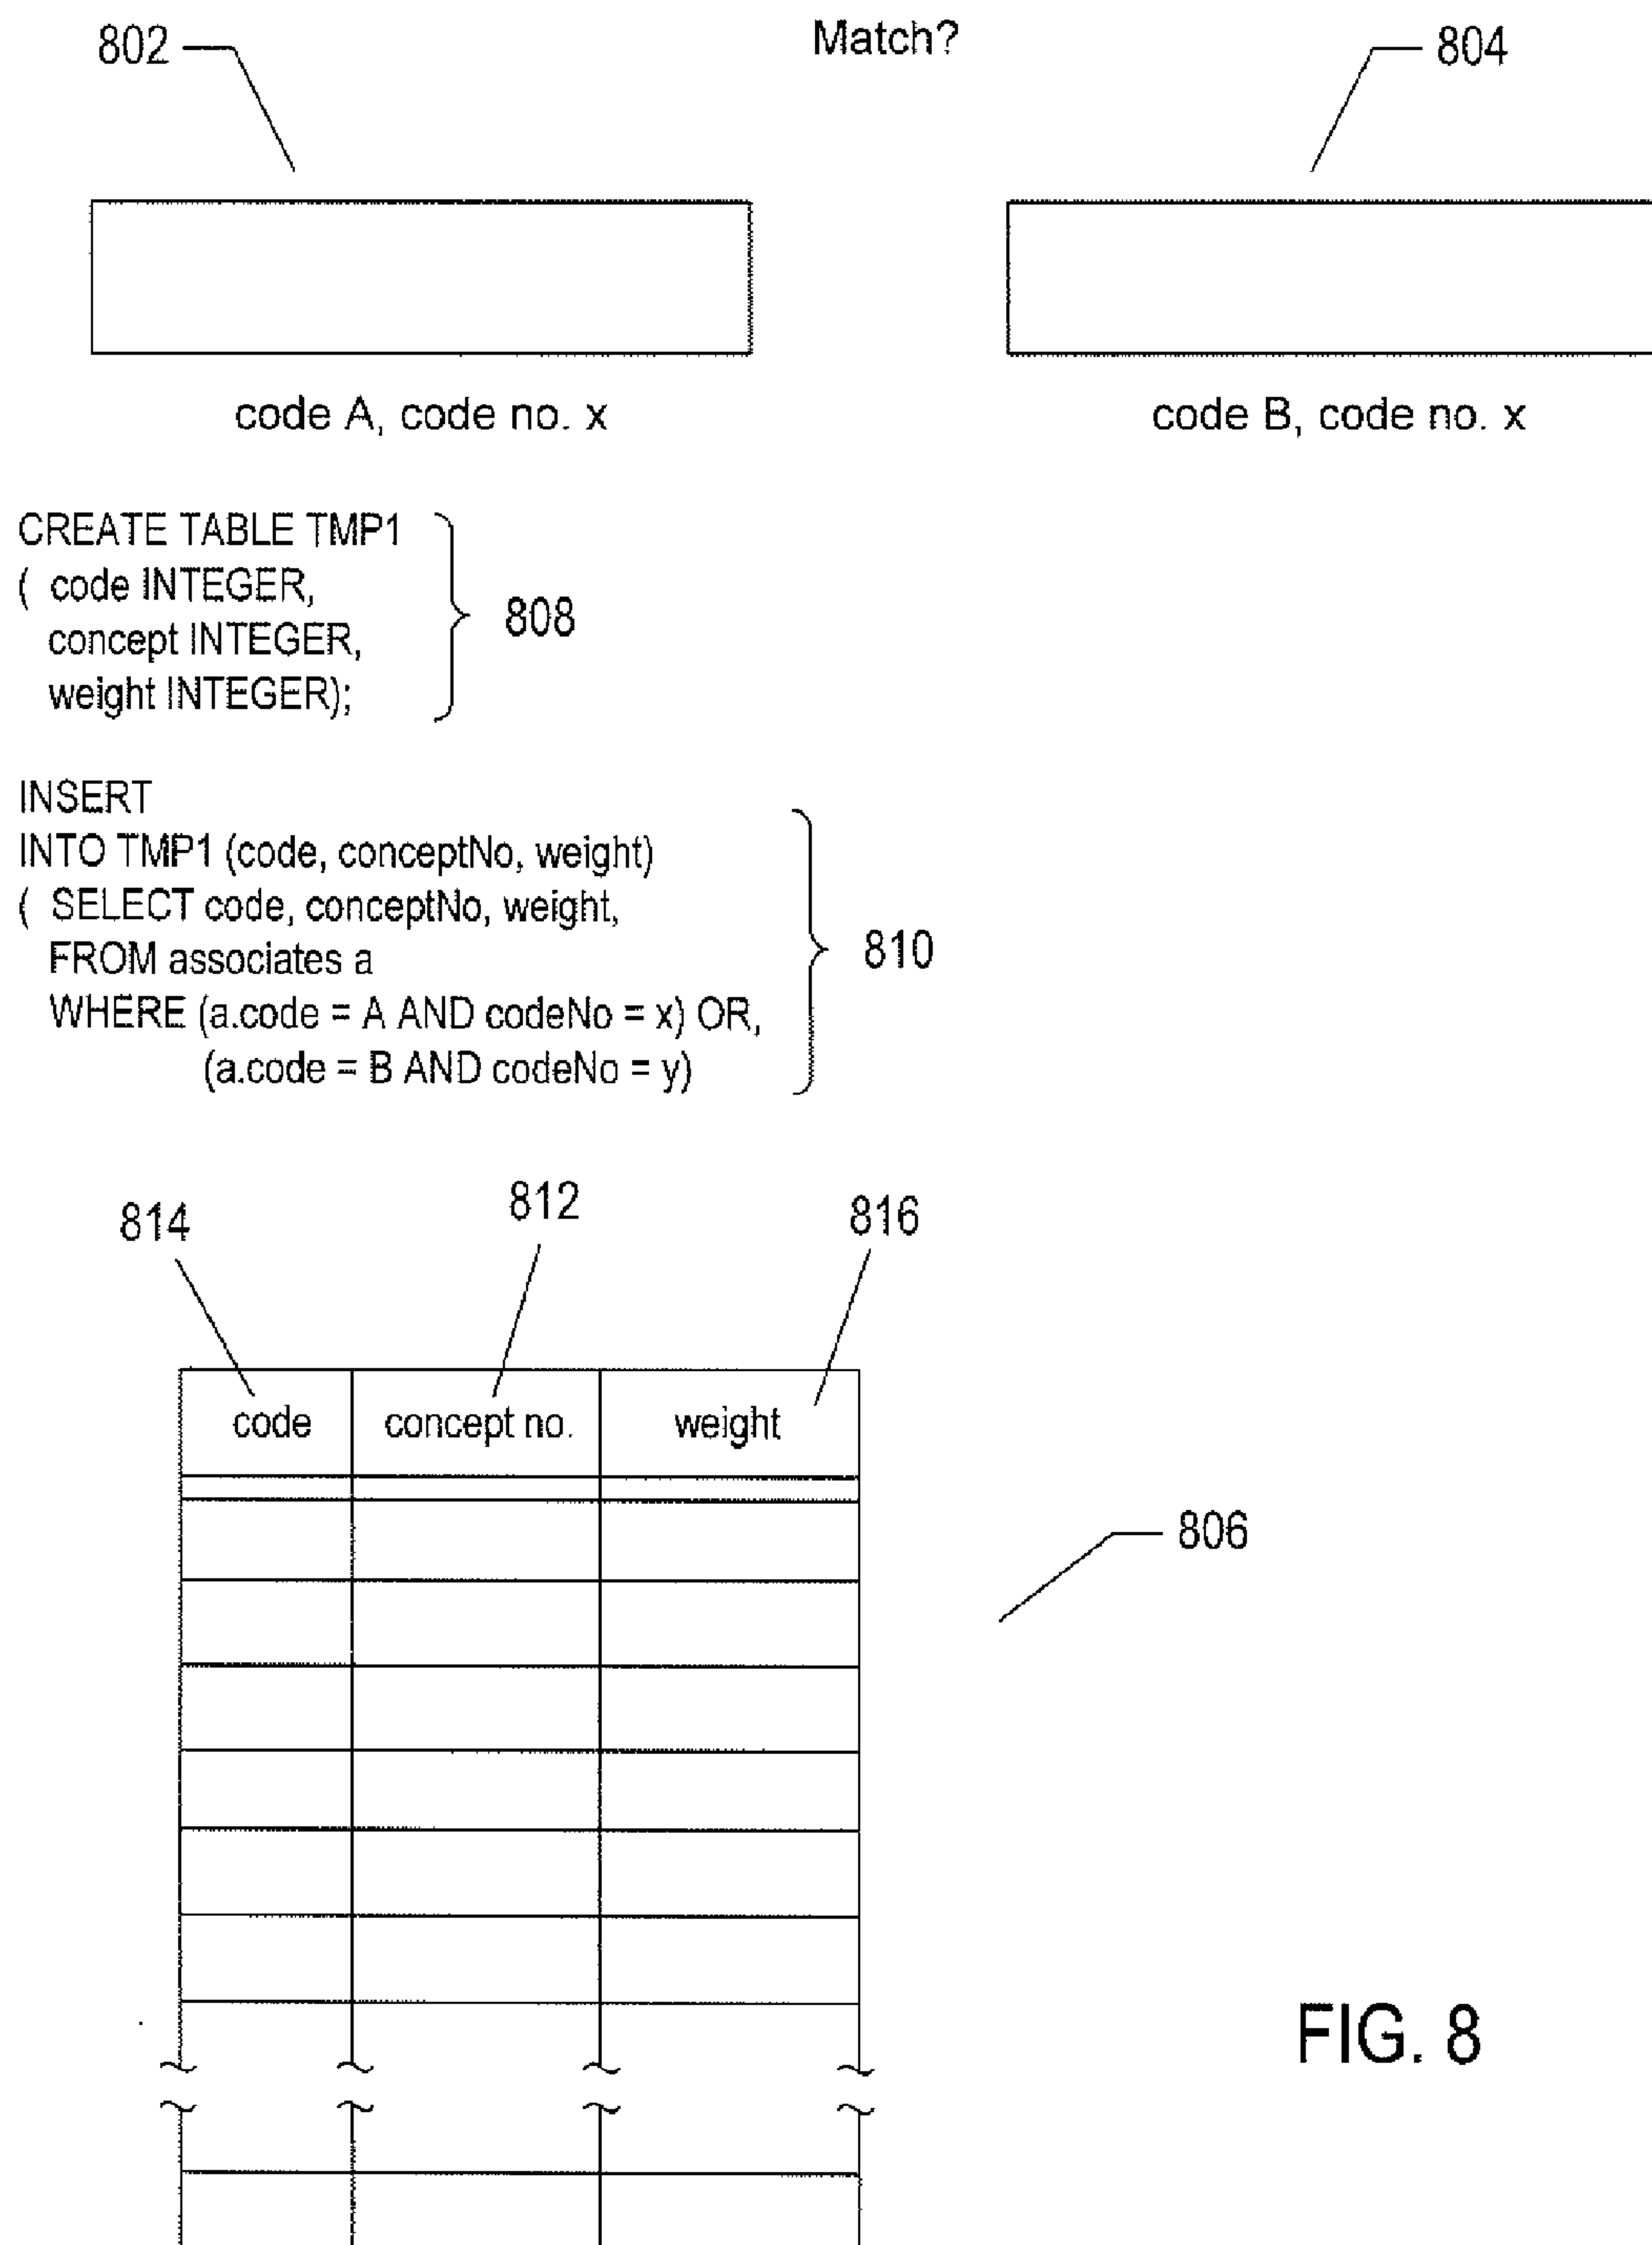 802
Match?
804
code A, code no. x
code B, code no. x
CREATE TABLE TMP1
( code INTEGER,
concept INTEGER,
weight INTEGER);
808
INSERT
INTO TMP1 (code, conceptNo, weight)
( SELECT code, conceptNo, weight,
FROM associates a
WHERE (a.code = A AND codeNo = x) OR,
(a.code = B AND codeNo = y)
810
814
812
816
code
concept no.
weight
806
FIG. 8